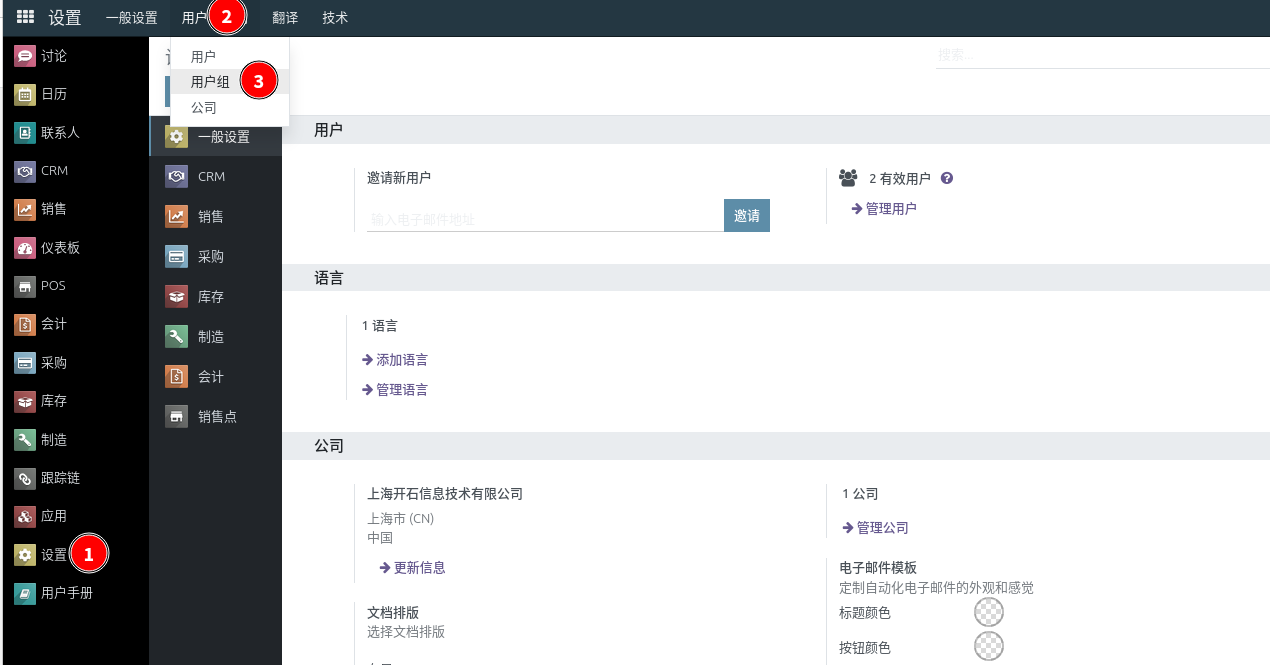 设置 一般设置 用户 2 翻译 技术
用户
用户组 3
公司
搜索...
讨论
日历
联系人
CRM
销售
仪表板
POS
会计
采购
库存
制造
跟踪链
应用
设置 1
用户手册
一般设置
CRM
销售
采购
库存
制造
会计
销售点
用户
邀请新用户
输入电子邮件地址 邀请
2 有效用户
管理用户
语言
1 语言
添加语言
管理语言
公司
上海开石信息技术有限公司
上海市 (CN)
中国
更新信息
1 公司
管理公司
文档排版
选择文档排版
电子邮件模板
定制自动化电子邮件的外观和感觉
标题颜色
按钮颜色